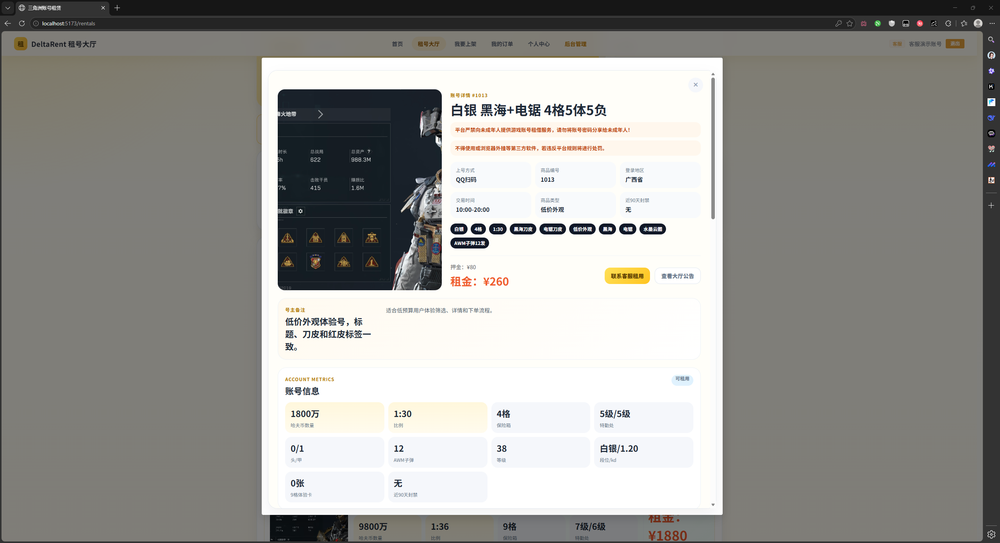 三角洲账号租赁
localhost:5173/rentals
租 DeltaRent 租号大厅
首页 租号大厅 我要上架 我的订单 个人中心 后台管理
客服 客服演示账号 退出
账号详情 #1013
白银 黑海+电锯 4格5体5负
平台严禁向未成年人提供游戏账号租借服务，请勿将账号密码分享给未成年人！
不得使用或浏览器外挂等第三方软件，若违反平台规则将进行处罚。
上号方式 商品编号 登录地区
QQ扫码 1013 广西省
交易时间 商品类型 近90天封禁
10:00-20:00 低价外观 无
白银 4格 1:30 黑海刀皮 电锯刀皮 低价外观 黑海 电锯 水墨云图
AWM子弹12发
押金：¥80
租金：¥260
联系客服租用 查看大厅公告
烽火地带
时长 总战局 总资产 ?
5h 622 988.3M
率 击败干员 赚损比
7% 415 1.6M
就徽章
号主备注
低价外观体验号，标
题、刀皮和红皮标签一
致。
适合低预算用户体验筛选、详情和下单流程。
ACCOUNT METRICS
账号信息
可租用
1800万 1:30 4格 5级/5级
哈夫币数量 比例 保险箱 特勤处
0/1 12 38 白银/1.20
头/甲 AWM子弹 等级 段位/kd
0张 无
9格体验卡 近90天封禁
9800万 1:36 9格 7级/6级
哈夫币数量 比例 保险箱 特勤处
租金：
¥1880